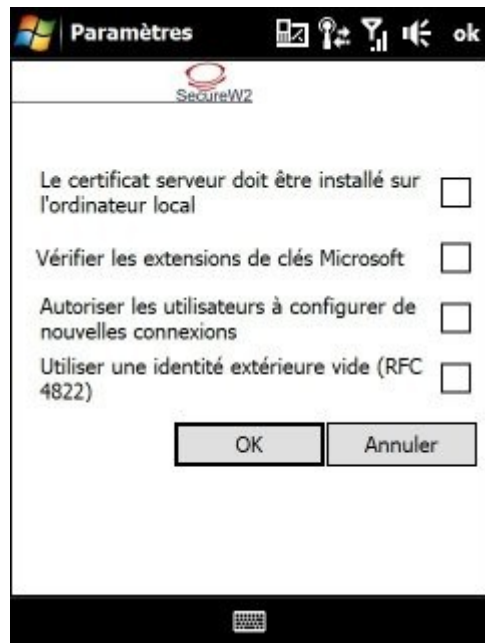 Paramètres
ok
SecureW2
Le certificat serveur doit être installé sur
l'ordinateur local
Vérifier les extensions de clés Microsoft
Autoriser les utilisateurs à configurer de
nouvelles connexions
Utiliser une identité extérieure vide (RFC
4822)
OK
Annuler